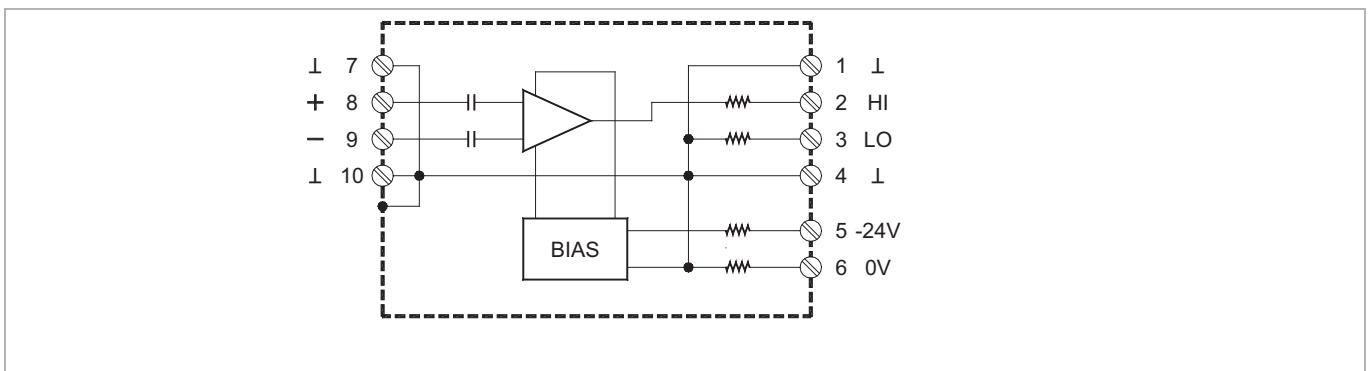 ⊥ 7
+ 8
− 9
⊥ 10
BIAS
1 ⊥
2 HI
3 LO
4 ⊥
5 -24V
6 0V